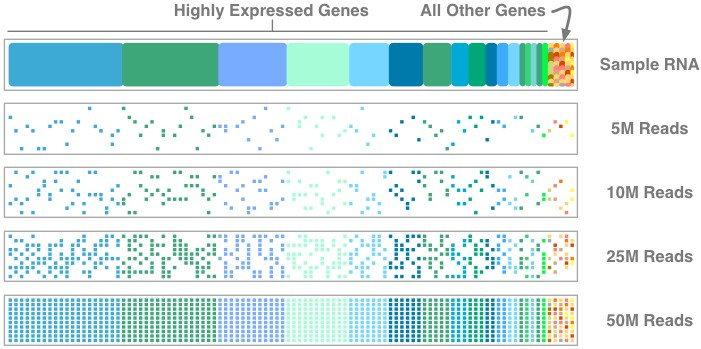 Highly Expressed Genes
All Other Genes
Sample RNA
5M Reads
10M Reads
25M Reads
50M Reads